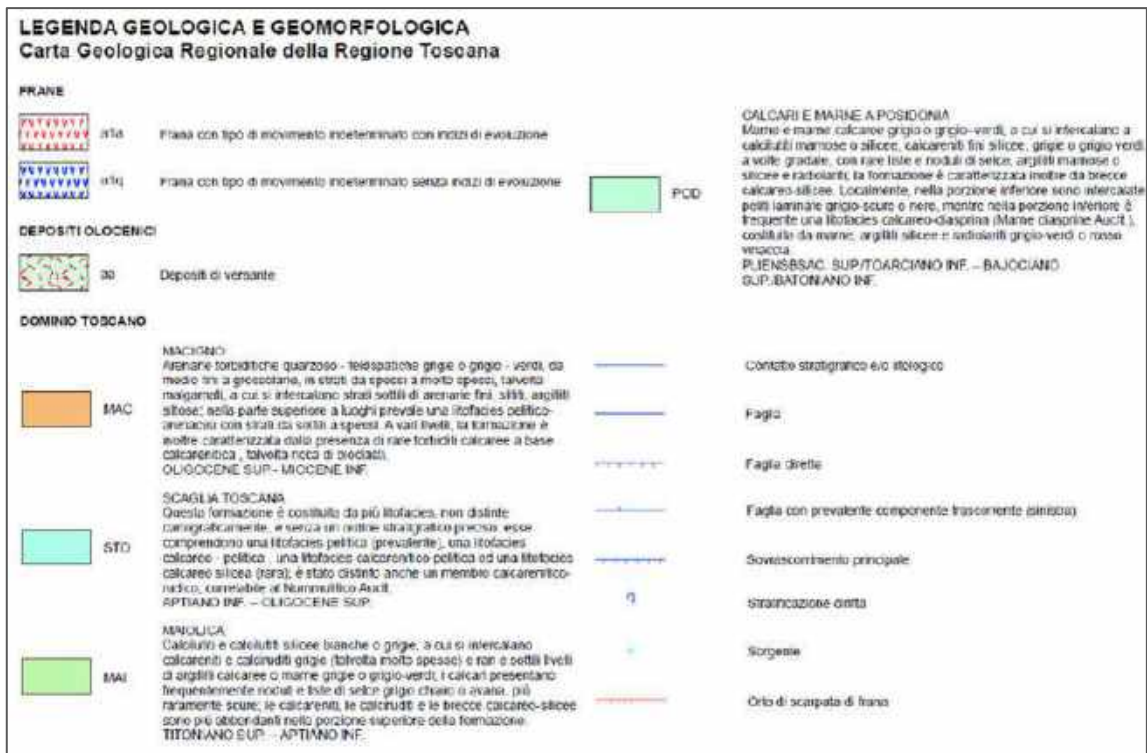 LEGENDA GEOLOGICA E GEOMORFOLOGICA
Carta Geologica Regionale della Regione Toscana
FRANE
a1a Frana con tipo di movimento indeterminato con indizi di evoluzione
a1q Frana con tipo di movimento indeterminato senza indizi di evoluzione
DEPOSITI OLOCENICI
aa Depositi di versante
DOMINIO TOSCANO
MACIGNO
Arenarie torbiditiche quarzoso - feldspatiche grigie o grigio - verdi, da
medio fini a grossolane, in strati da spessi a molto spessi, talvolta
malgamati, a cui si intercalano strati sottili di arenarie fini, siltiti, argilliti
siltose; nella parte superiore a luoghi prevale una litofacies pelitico-
arenacea con strati da sottili a spessi. A vari livelli, la formazione è
inoltre caratterizzata dalla presenza di rare torbiditi calcaree a base
calcarenitica , talvolta ricca di bioclasti.
OLIGOCENE SUP.- MIOCENE INF.
MAC
SCAGLIA TOSCANA
Questa formazione è costituita da più litofacies, non distinte
cartograficamente, e senza un ordine stratigrafico preciso; esse
comprendono una litofacies pelitica (prevalente), una litofacies
calcareo - pelitica , una litofacies calcarenitico-pelitica ed una litofacies
calcareo silicea (rara); è stato distinto anche un membro calcarenitico-
ruditico, correlabile al Nummulitico Auct.
APTIANO INF. – OLIGOCENE SUP.
STO
MAIOLICA
Calcilutiti e calcilutiti silicee bianche o grigie, a cui si intercalano
calcareniti e calciruditi grigie (talvolta molto spesse) e rari e sottili livelli
di argilliti calcaree o marne grigie o grigio-verdi; i calcari presentano
frequentemente noduli e liste di selce grigio chiaro o avana, più
raramente scure; le calcareniti, le calciruditi e le brecce calcareo-silicee
sono più abbondanti nella porzione superiore della formazione.
TITONIANO SUP. – APTIANO INF.
MAI
CALCARI E MARNE A POSIDONIA
Marne e marne calcaree grigio o grigio-verdi, a cui si intercalano a
calcilutiti marnose o silicee, calcareniti fini silicee, grigie o grigio verdi
a volte gradate, con rare liste e noduli di selce, argilliti marnose o
silicee e radiolariti; la formazione è caratterizzata inoltre da brecce
calcareo-silicee. Localmente, nella porzione inferiore sono intercalate
peliti laminate grigio-scure o nere, mentre nella porzione inferiore è
frequente una litofacies calcareo-diasprina (Marne diasprine Auct.),
costituita da marne, argilliti silicee e radiolariti grigio-verdi o rosso
vinaccia.
PLIENSBSAC. SUP/TOARCIANO INF. – BAJOCIANO
SUP./BATONIANO INF.
POD
Contatto stratigrafico e/o litologico
Faglia
Faglia diretta
Faglia con prevalente componente trascorrente (sinistra)
Sovrascorrimento principale
Stratificazione diritta
Sorgente
Orlo di scarpata di frana